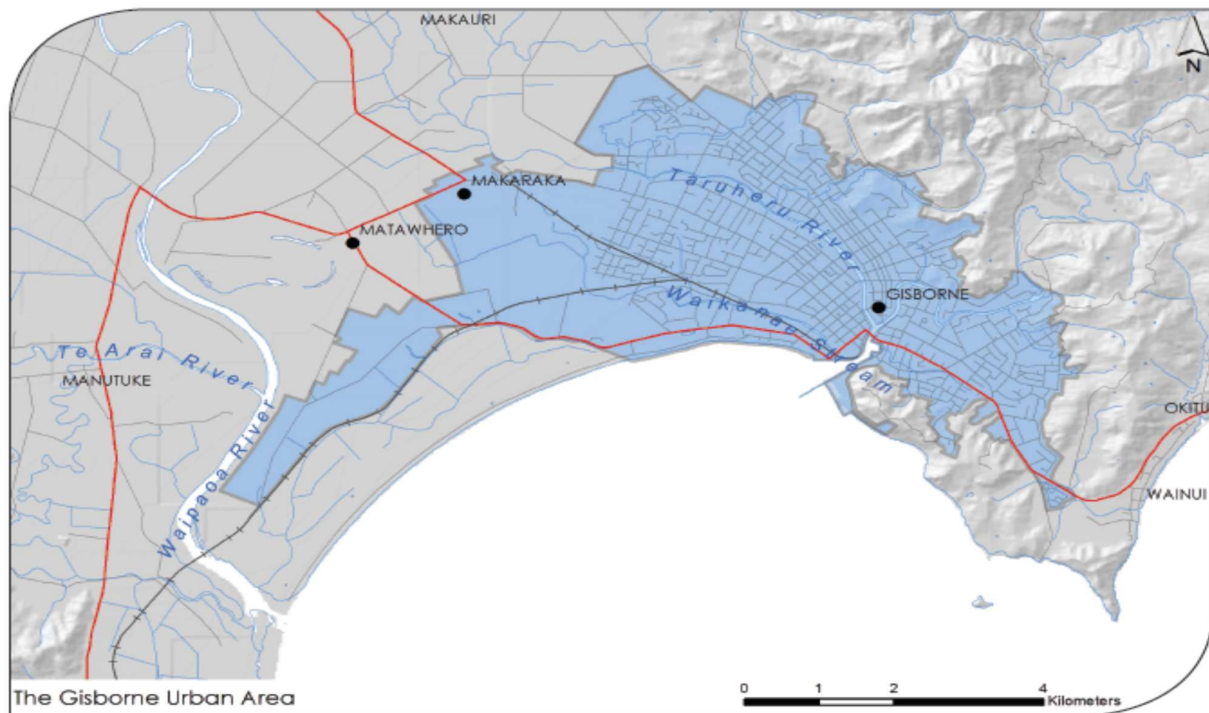 MAKAURI
N
MAKARAKA
Taruheru River
MATAWHERO
Waikanae Stream
GISBORNE
Te Arai River
MANUTUKE
OKITU
Waipaoa River
WAINUI
The Gisborne Urban Area
0 1 2 4
Kilometers